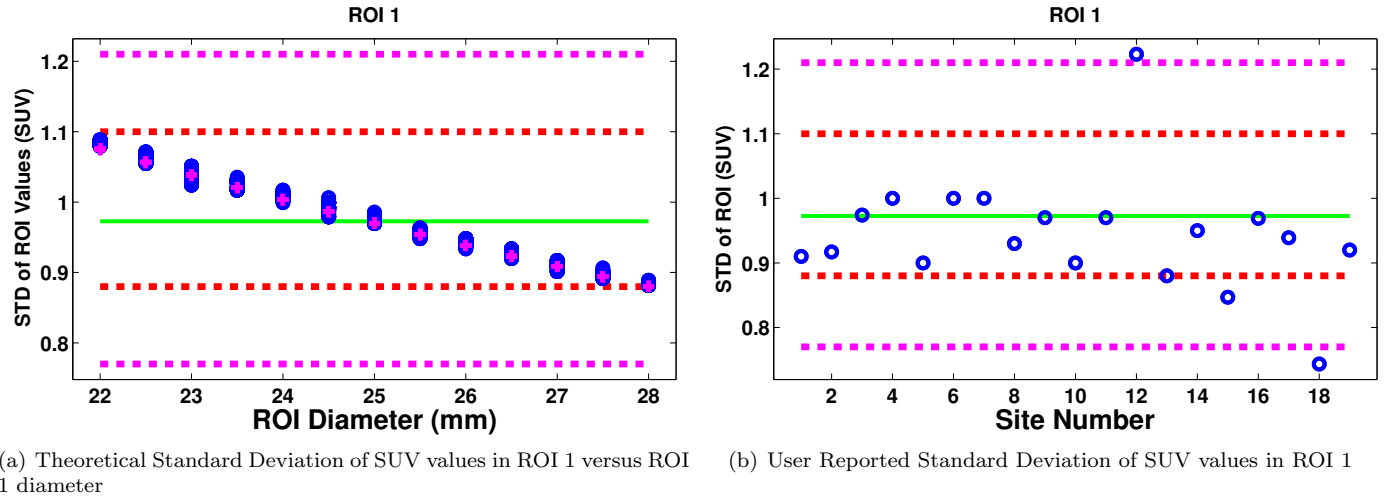 ROI 1
STD of ROI Values (SUV)
1.2
1.1
1
0.9
0.8
22 23 24 25 26 27 28
ROI Diameter (mm)
(a) Theoretical Standard Deviation of SUV values in ROI 1 versus ROI
1 diameter
ROI 1
STD of ROI (SUV)
1.2
1.1
1
0.9
0.8
2 4 6 8 10 12 14 16 18
Site Number
(b) User Reported Standard Deviation of SUV values in ROI 1